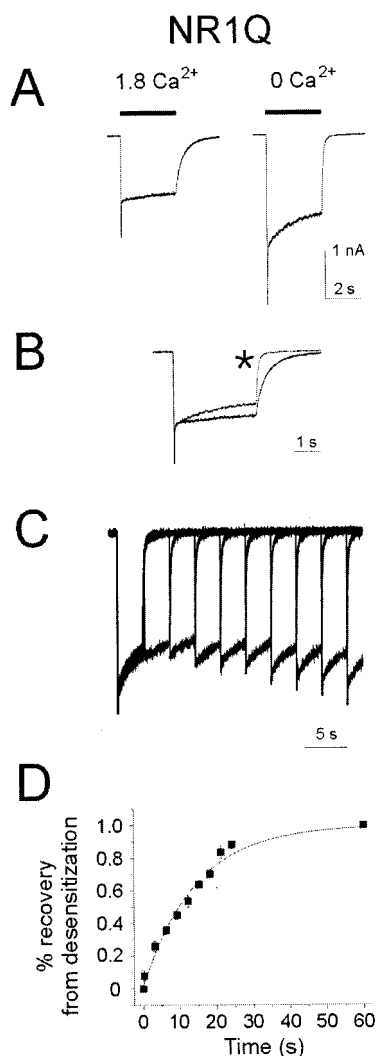 NR1Q
A
1.8 Ca²⁺
0 Ca²⁺
1 nA
2 s
B
*
1 s
C
5 s
D
% recovery
from desensitization
1.0
0.8
0.6
0.4
0.2
0
0 10 20 30 40 50 60
Time (s)